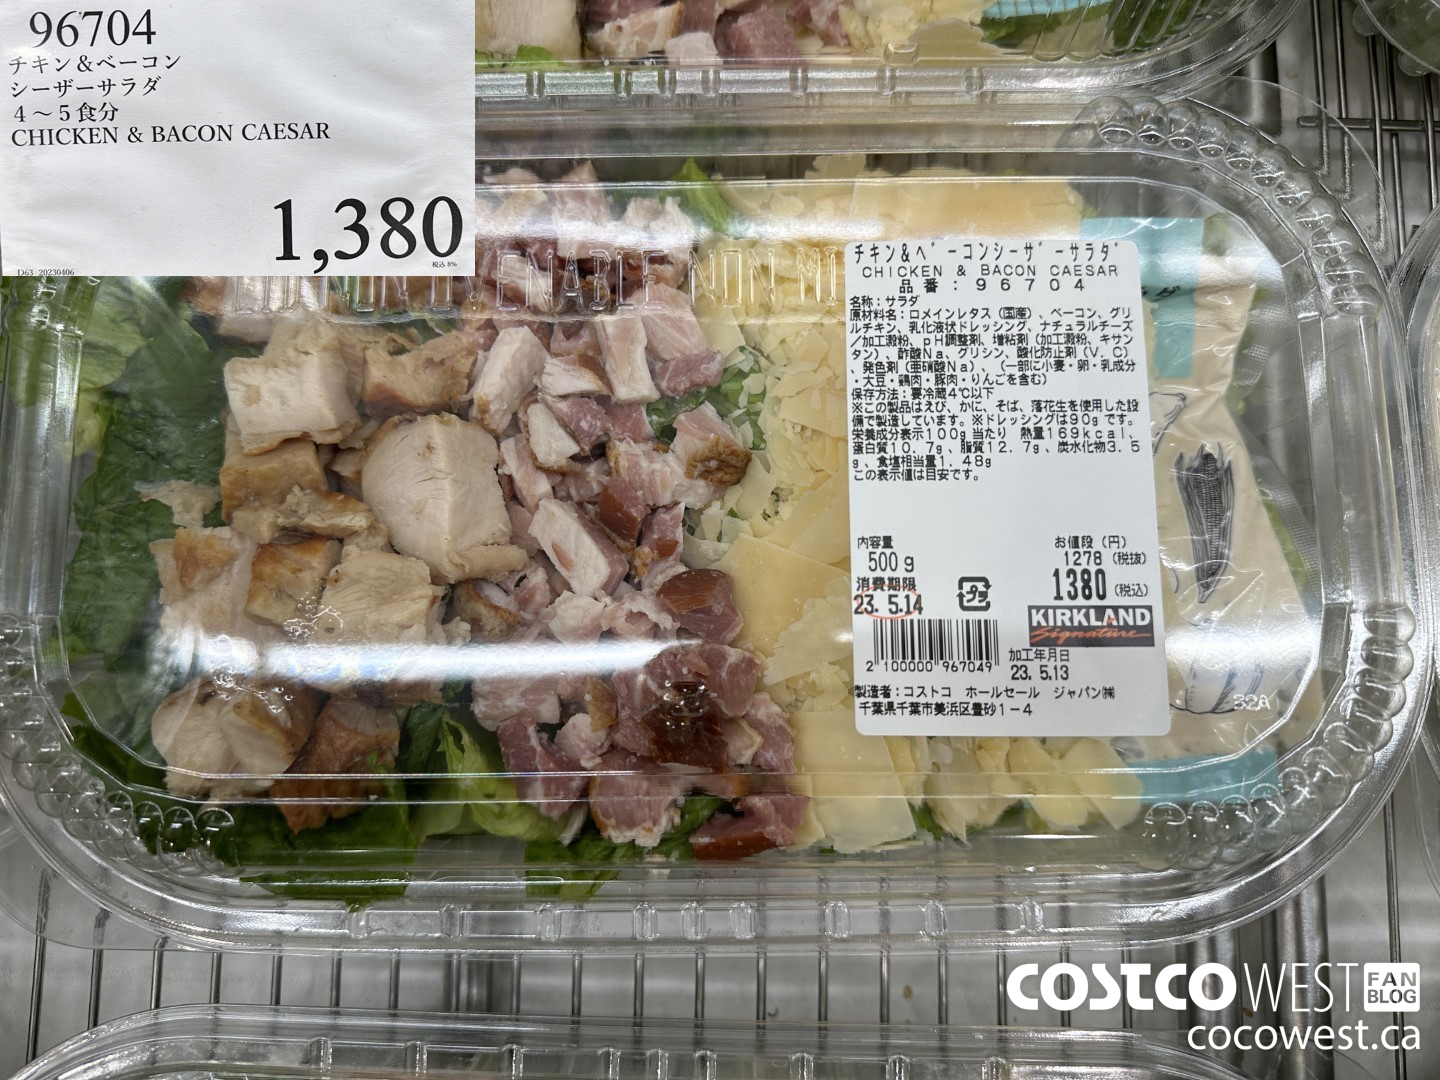 96704
チキン＆ベーコン
シーザーサラダ
4～5食分
CHICKEN & BACON CAESAR
1,380
税込 8%
D63 20230406
NON OVENABLE NON MI
チキン&ベーコンシーザーサラダ
CHICKEN & BACON CAESAR
品番：96704
名称：サラダ
原材料名：ロメインレタス（国産）、ベーコン、グリ
ルチキン、乳化液状ドレッシング、ナチュラルチーズ
／加工澱粉、pH調整剤、増粘剤（加工澱粉、キサン
タン）、酢酸Na、グリシン、酸化防止剤（V．C）
、発色剤（亜硝酸Na）、（一部に小麦・卵・乳成分
・大豆・鶏肉・豚肉・りんごを含む）
保存方法：要冷蔵4℃以下
※この製品はえび、かに、そば、落花生を使用した設
備で製造しています。※ドレッシングは90gです。
栄養成分表示100g当たり 熱量169kcal、
蛋白質10．7g、脂質12．7g、炭水化物3．5
g、食塩相当量1．48g
この表示値は目安です。
内容量
500g
お値段（円）
1278（税抜）
1380（税込）
消費期限
23. 5.14
プラ
KIRKLAND
Signature
2 100000 967049
加工年月日
23. 5.13
製造者：コストコ ホールセール ジャパン㈱
千葉県千葉市美浜区豊砂1－4
32A
COSTCO WEST FAN BLOG
cocowest.ca